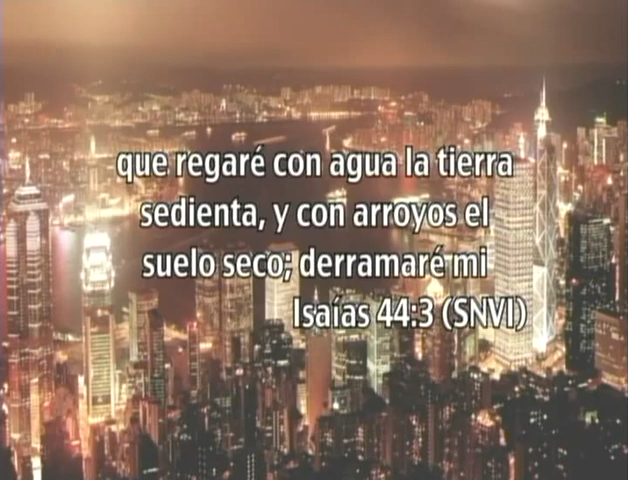 que regaré con agua la tierra
sedienta, y con arroyos el
suelo seco; derramaré mi
Isaías 44:3 (SNVI)